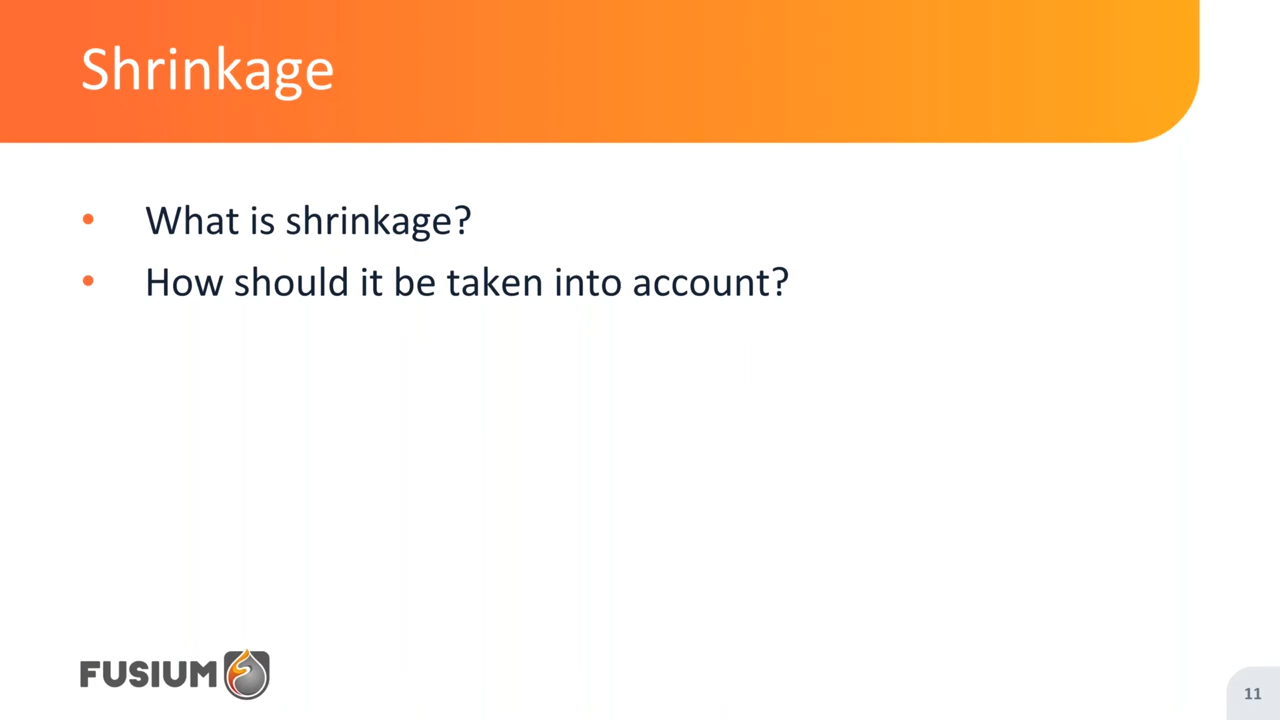 Shrinkage
• What is shrinkage?
• How should it be taken into account?
FUSIUM
11